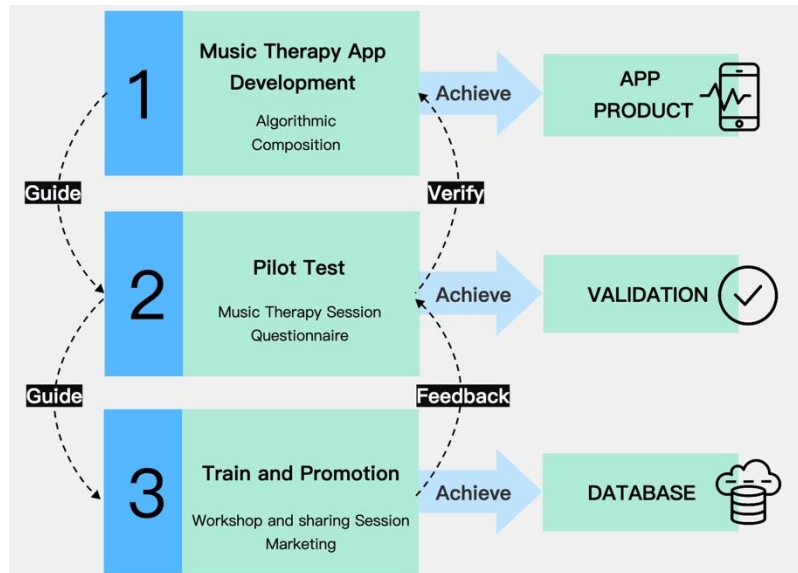 1
Music Therapy App
Development
Algorithmic
Composition
Achieve
APP
PRODUCT
Guide
Verify
2
Pilot Test
Music Therapy Session
Questionnaire
Achieve
VALIDATION
Guide
Feedback
3
Train and Promotion
Workshop and sharing Session
Marketing
Achieve
DATABASE